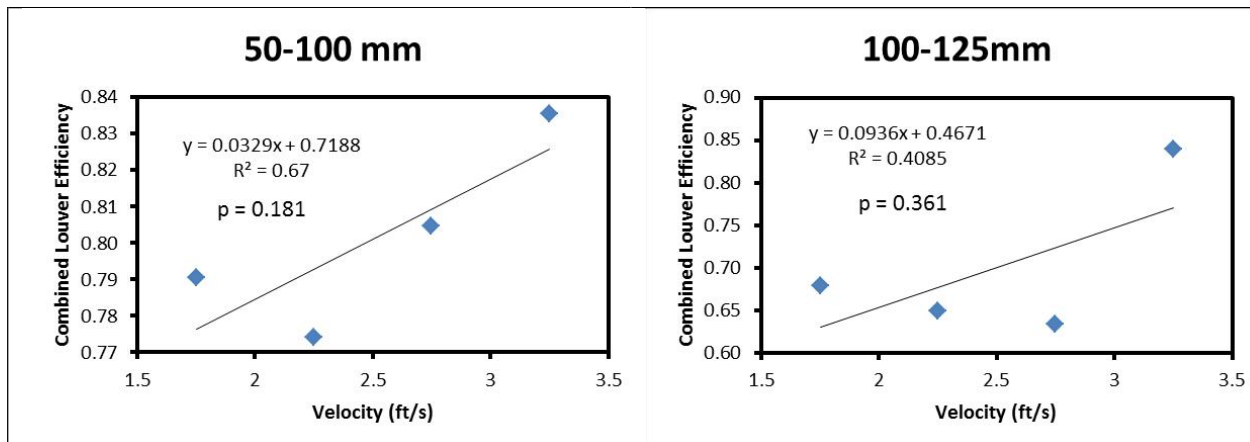 50-100 mm
Combined Louver Efficiency
0.84
0.83
0.82
0.81
0.80
0.79
0.78
0.77
y = 0.0329x + 0.7188
R² = 0.67
p = 0.181
1.5 2 2.5 3 3.5
Velocity (ft/s)
100-125mm
Combined Louver Efficiency
0.90
0.85
0.80
0.75
0.70
0.65
0.60
y = 0.0936x + 0.4671
R² = 0.4085
p = 0.361
1.5 2 2.5 3 3.5
Velocity (ft/s)